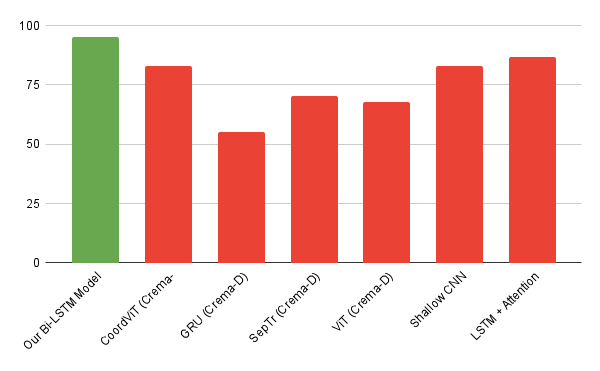 100
75
50
25
0
Our Bi-LSTM Model
CoordViT (Crema-
GRU (Crema-D)
SepTr (Crema-D)
ViT (Crema-D)
Shallow CNN
LSTM + Attention